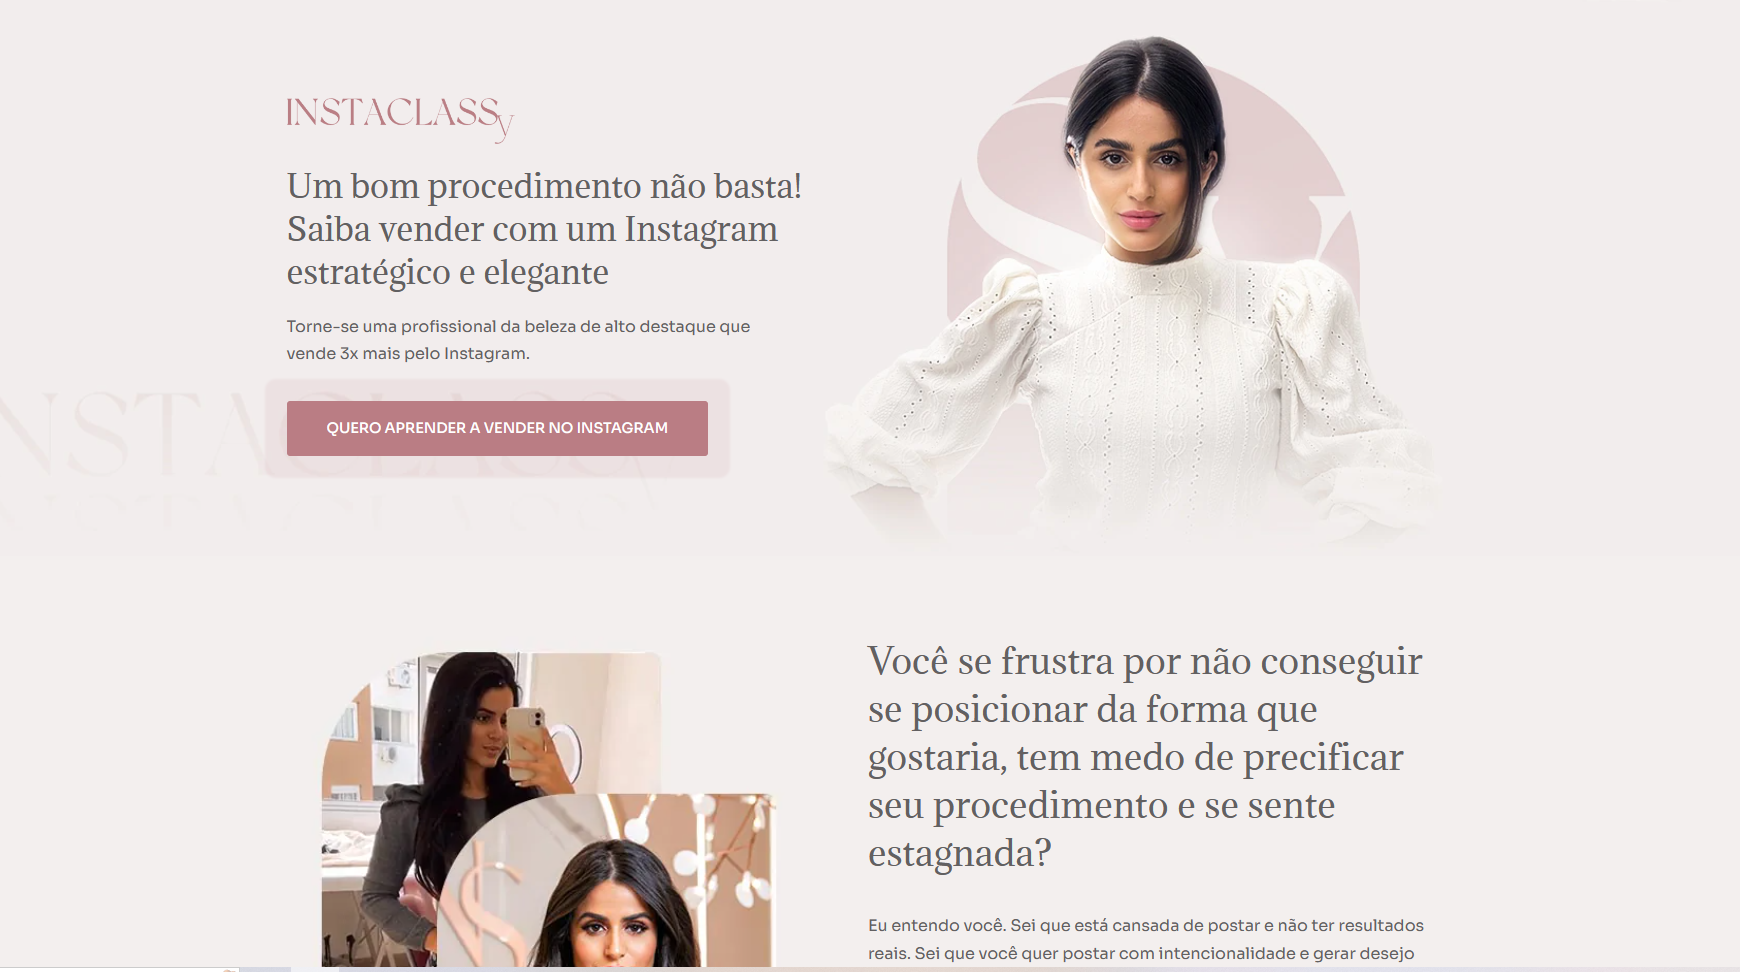 INSTACLASSy
Um bom procedimento não basta!
Saiba vender com um Instagram
estratégico e elegante
Torne-se uma profissional da beleza de alto destaque que
vende 3x mais pelo Instagram.
INSTACLASSy
QUERO APRENDER A VENDER NO INSTAGRAM
Você se frustra por não conseguir
se posicionar da forma que
gostaria, tem medo de precificar
seu procedimento e se sente
estagnada?
Eu entendo você. Sei que está cansada de postar e não ter resultados
reais. Sei que você quer postar com intencionalidade e gerar desejo